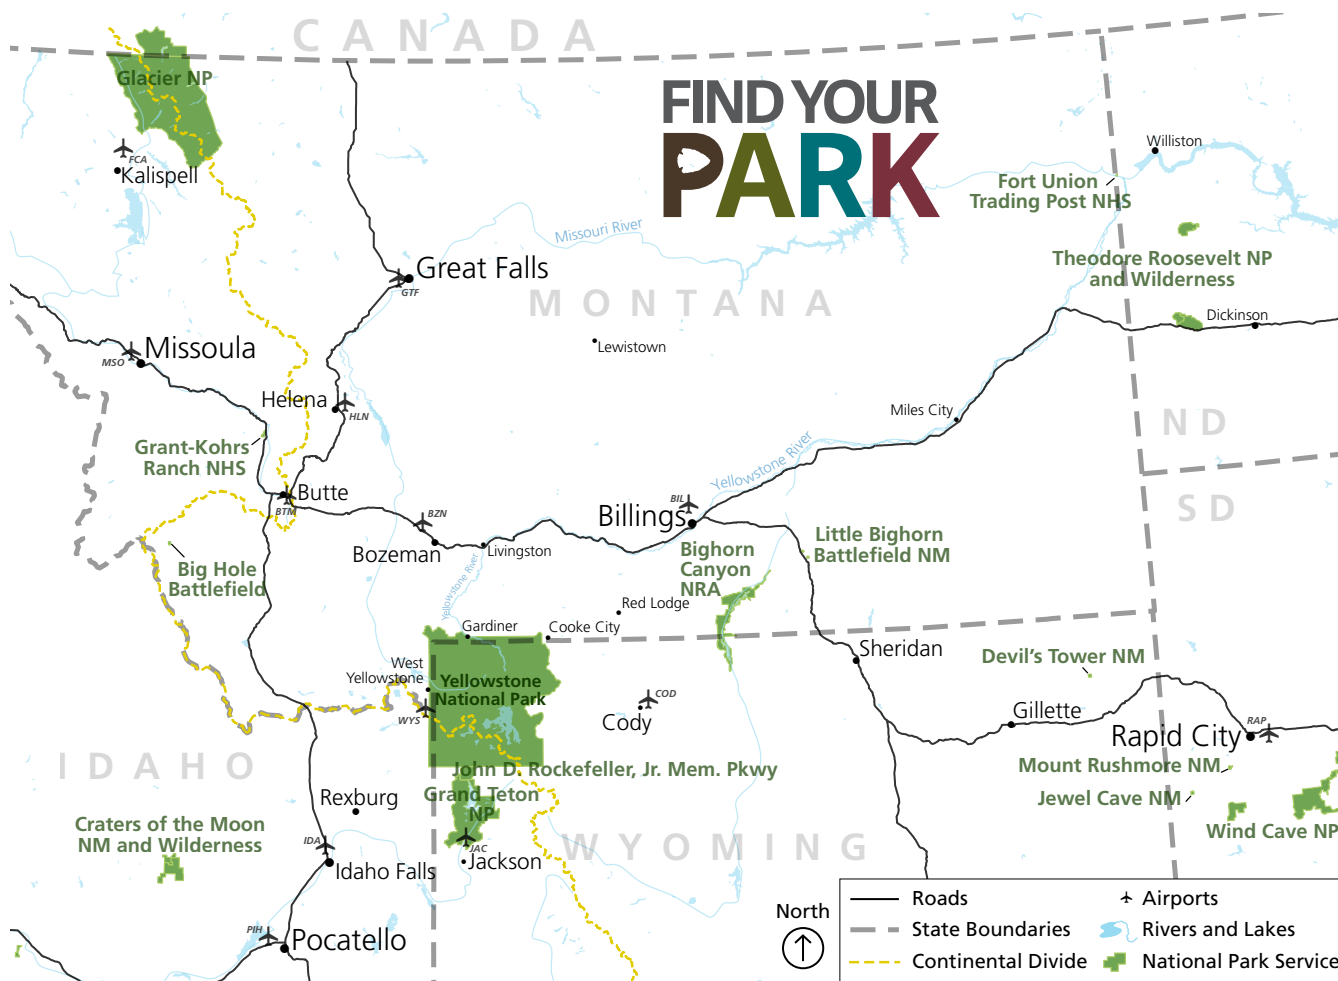 CANADA
Glacier NP
FIND YOUR
PARK
FCA
Kalispell
Williston
Fort Union
Trading Post NHS
Missouri River
Theodore Roosevelt NP
and Wilderness
Great Falls
GTF
MONTANA
Dickinson
Lewistown
Missoula
MSO
Helena
HLN
Miles City
ND
Grant-Kohrs
Ranch NHS
Yellowstone River
Butte
BTM
BIL
Billings
BZN
Bozeman
Livingston
SD
Little Bighorn
Battlefield NM
Bighorn
Canyon
NRA
Big Hole
Battlefield
Yellowstone River
Red Lodge
Gardiner
Cooke City
Sheridan
Devil's Tower NM
West
Yellowstone
Yellowstone
National Park
WYS
COD
Cody
Gillette
Rapid City
RAP
IDAHO
John D. Rockefeller, Jr. Mem. Pkwy
Mount Rushmore NM
Grand Teton
NP
Rexburg
Jewel Cave NM
Craters of the Moon
NM and Wilderness
Wind Cave NP
IDA
WYOMING
JAC
Jackson
Idaho Falls
PIH
Pocatello
North
Roads
Airports
State Boundaries
Rivers and Lakes
Continental Divide
National Park Service